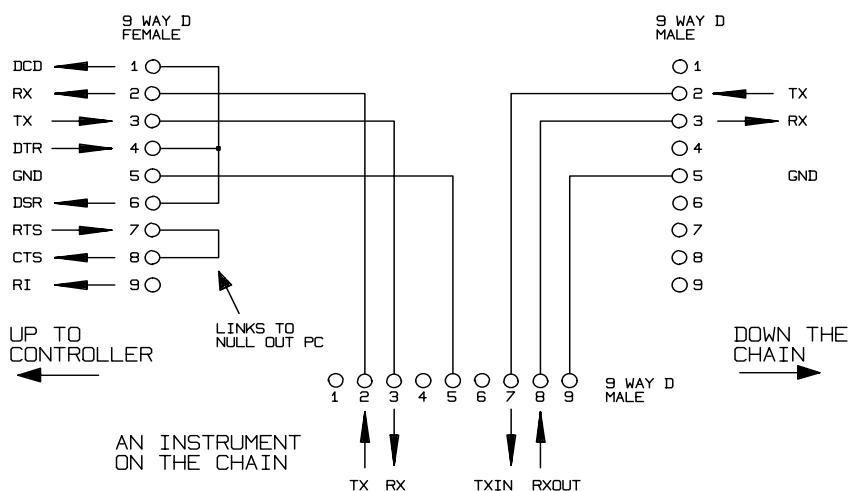 9 WAY D
FEMALE
DCD 1
RX 2
TX 3
DTR 4
GND 5
DSR 6
RTS 7
CTS 8
RI 9
LINKS TO
NULL OUT PC
UP TO
CONTROLLER
9 WAY D
MALE
1
2 TX
3 RX
4
5 GND
6
7
8
9
DOWN THE
CHAIN
1 2 3 4 5 6 7 8 9
9 WAY D
MALE
AN INSTRUMENT
ON THE CHAIN
TX RX TXIN RXOUT